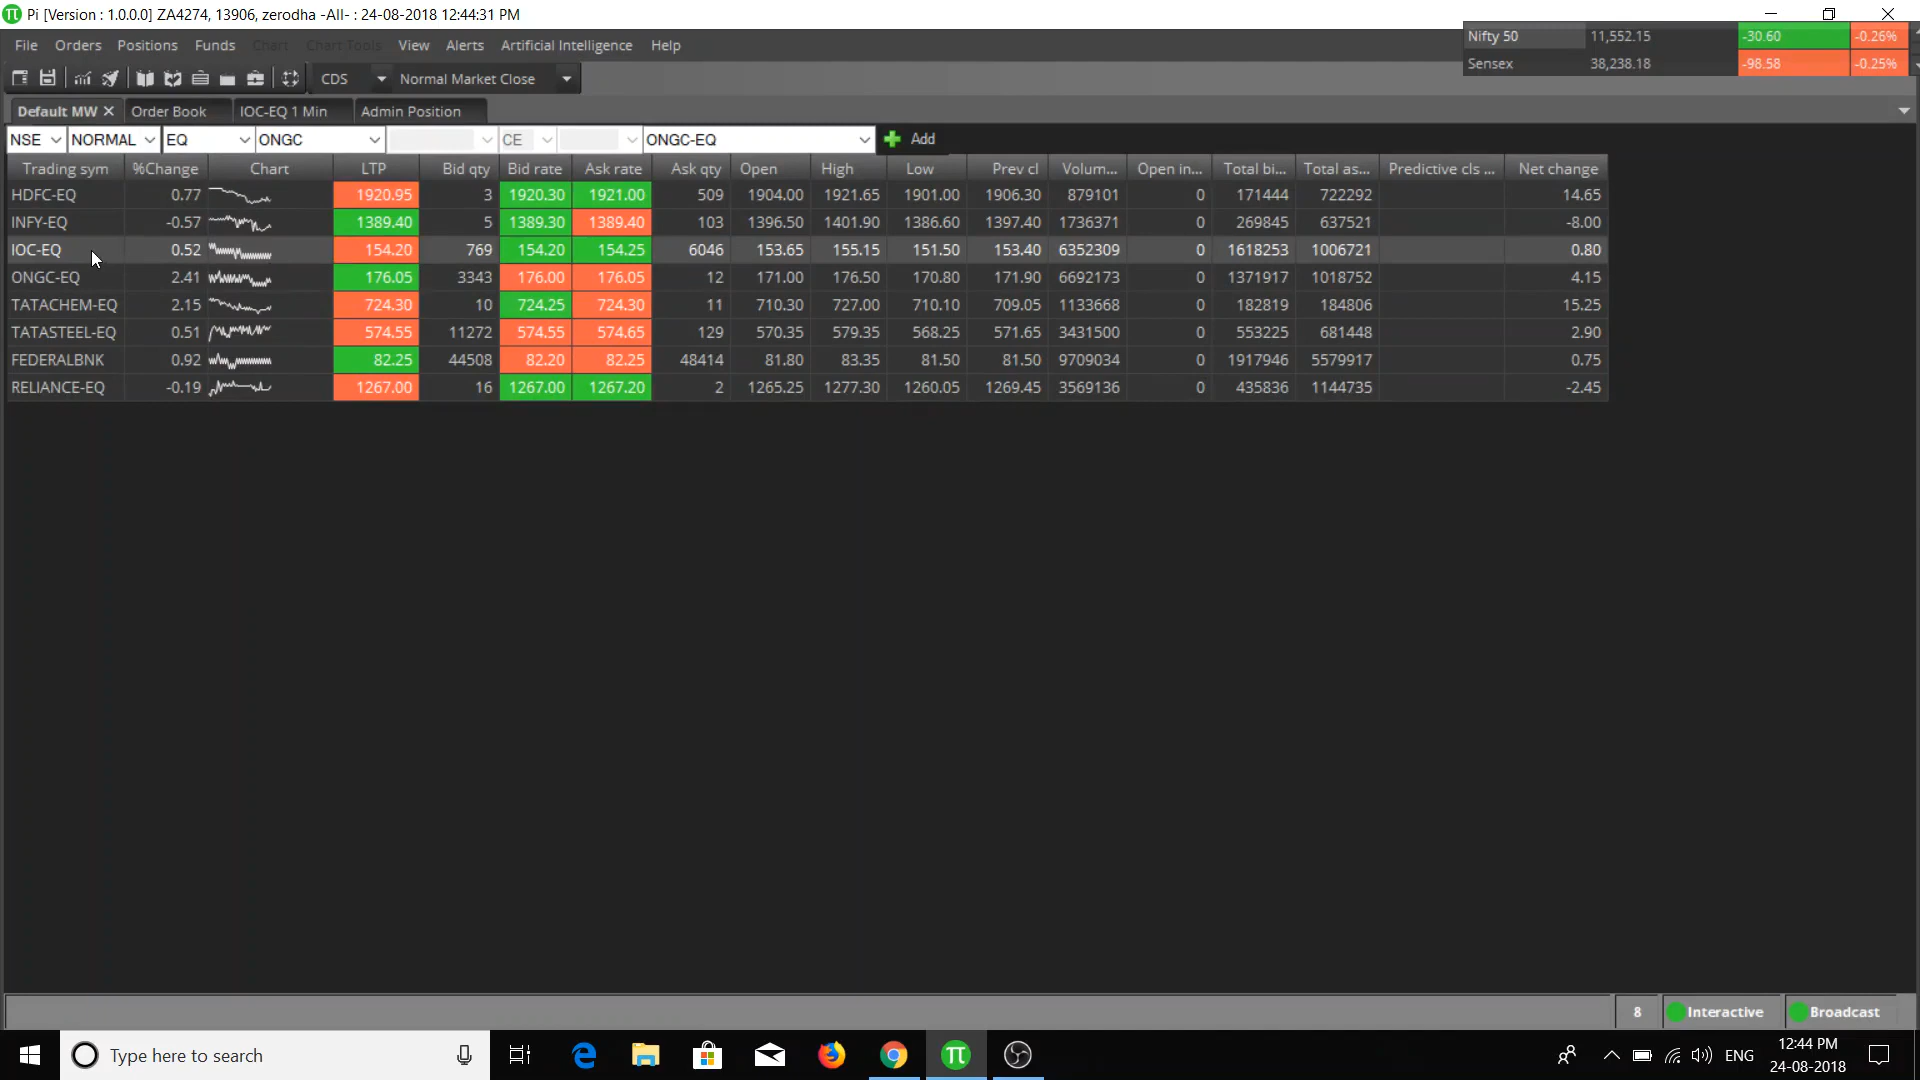 Pi [Version : 1.0.0.0] ZA4274, 13906, zerodha -All- : 24-08-2018 12:44:31 PM
File Orders Positions Funds Chart Chart Tools View Alerts Artificial Intelligence Help
Nifty 50 11,552.15 -30.60 -0.26%
Sensex 38,238.18 -98.58 -0.25%
CDS Normal Market Close
Default MW Order Book IOC-EQ 1 Min Admin Position
NSE NORMAL EQ ONGC CE ONGC-EQ Add
Trading sym %Change Chart LTP Bid qty Bid rate Ask rate Ask qty Open High Low Prev cl Volum... Open in... Total bi... Total as... Predictive cls ... Net change
HDFC-EQ 0.77 1920.95 3 1920.30 1921.00 509 1904.00 1921.65 1901.00 1906.30 879101 0 171444 722292 14.65
INFY-EQ -0.57 1389.40 5 1389.30 1389.40 103 1396.50 1401.90 1386.60 1397.40 1736371 0 269845 637521 -8.00
IOC-EQ 0.52 154.20 769 154.20 154.25 6046 153.65 155.15 151.50 153.40 6352309 0 1618253 1006721 0.80
ONGC-EQ 2.41 176.05 3343 176.00 176.05 12 171.00 176.50 170.80 171.90 6692173 0 1371917 1018752 4.15
TATACHEM-EQ 2.15 724.30 10 724.25 724.30 11 710.30 727.00 710.10 709.05 1133668 0 182819 184806 15.25
TATASTEEL-EQ 0.51 574.55 11272 574.55 574.65 129 570.35 579.35 568.25 571.65 3431500 0 553225 681448 2.90
FEDERALBNK 0.92 82.25 44508 82.20 82.25 48414 81.80 83.35 81.50 81.50 9709034 0 1917946 5579917 0.75
RELIANCE-EQ -0.19 1267.00 16 1267.00 1267.20 2 1265.25 1277.30 1260.05 1269.45 3569136 0 435836 1144735 -2.45
8 Interactive Broadcast
Type here to search
ENG
12:44 PM
24-08-2018